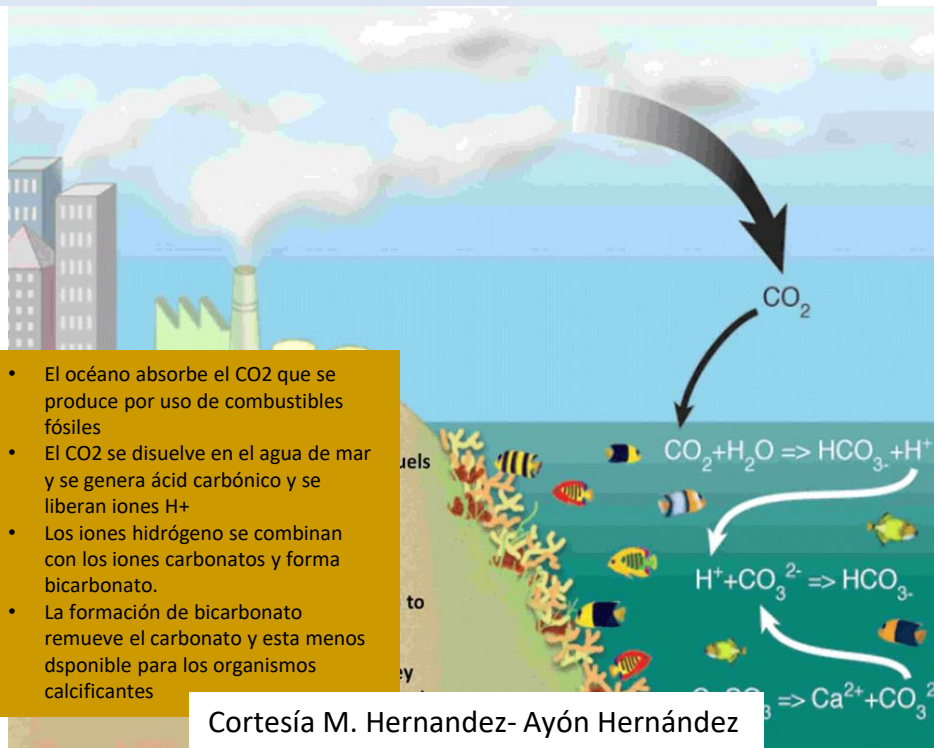 CO₂
• El océano absorbe el CO2 que se
produce por uso de combustibles
fósiles
• El CO2 se disuelve en el agua de mar
y se genera ácido carbónico y se
liberan iones H+
• Los iones hidrógeno se combinan
con los iones carbonatos y forma
bicarbonato.
• La formación de bicarbonato
remueve el carbonato y esta menos
dsponible para los organismos
calcificantes
uels
to
ey
CO₂+H₂O => HCO₃₋+H⁺
H⁺+CO₃²⁻ => HCO₃₋
=> Ca²⁺+CO₃²
Cortesía M. Hernandez- Ayón Hernández